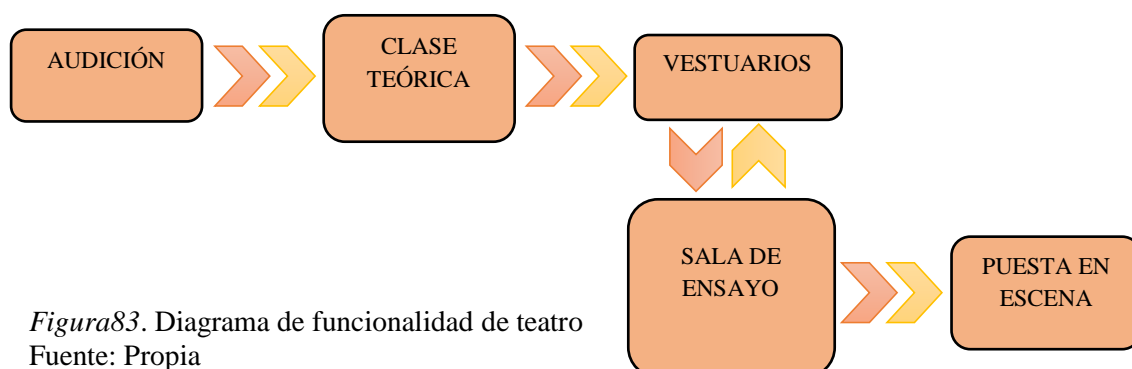 AUDICIÓN
CLASE
TEÓRICA
VESTUARIOS
SALA DE
ENSAYO
PUESTA EN
ESCENA
Figura83. Diagrama de funcionalidad de teatro
Fuente: Propia